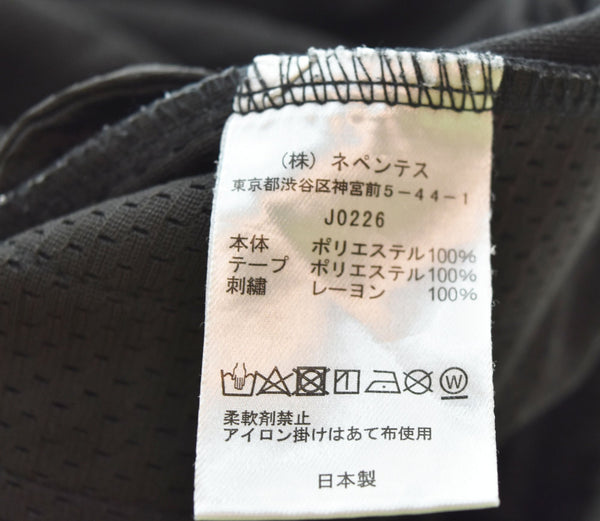 (株) ネペンテス
東京都渋谷区神宮前5-44-1
J0226
本体 ポリエステル100%
テープ ポリエステル100%
刺繍 レーヨン 100%
W
柔軟剤禁止
アイロン掛けはあて布使用
日本製